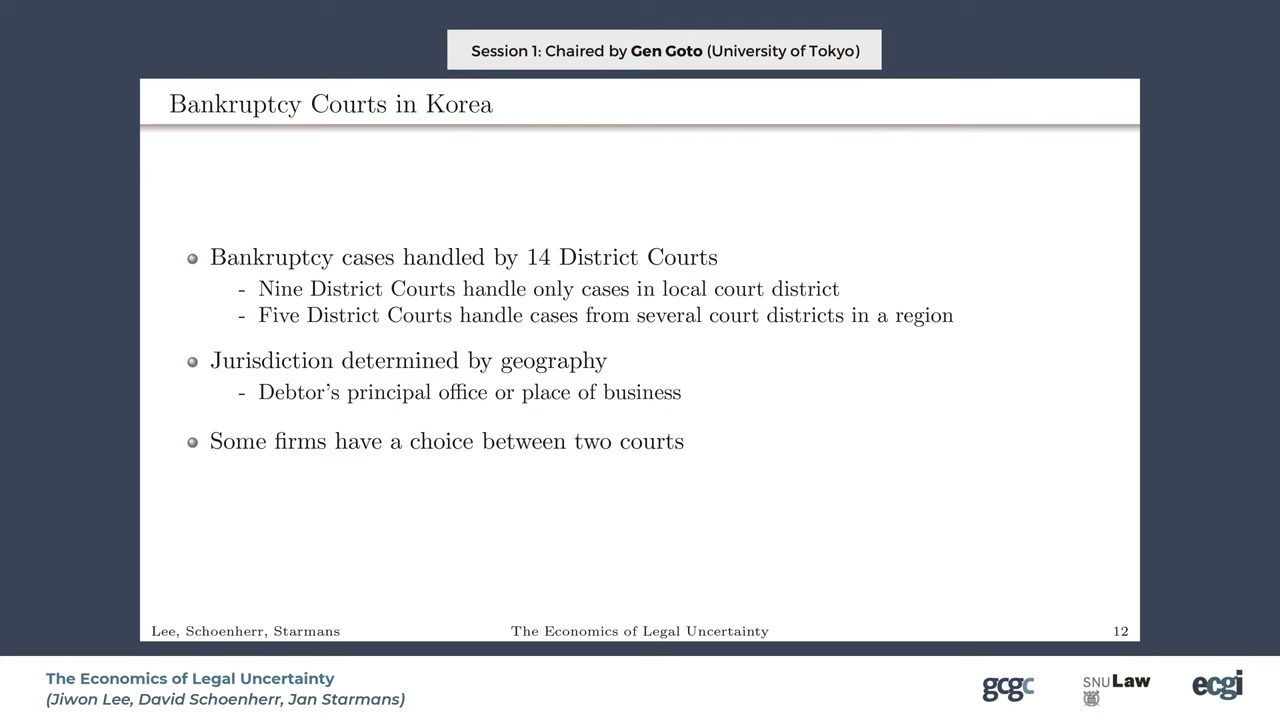 Session 1: Chaired by Gen Goto (University of Tokyo)
Bankruptcy Courts in Korea
Bankruptcy cases handled by 14 District Courts
- Nine District Courts handle only cases in local court district
- Five District Courts handle cases from several court districts in a region
Jurisdiction determined by geography
- Debtor's principal office or place of business
Some firms have a choice between two courts
Lee, Schoenherr, Starmans
The Economics of Legal Uncertainty
12
The Economics of Legal Uncertainty
(Jiwon Lee, David Schoenherr, Jan Starmans)
gcgc
SNU Law
ecgi